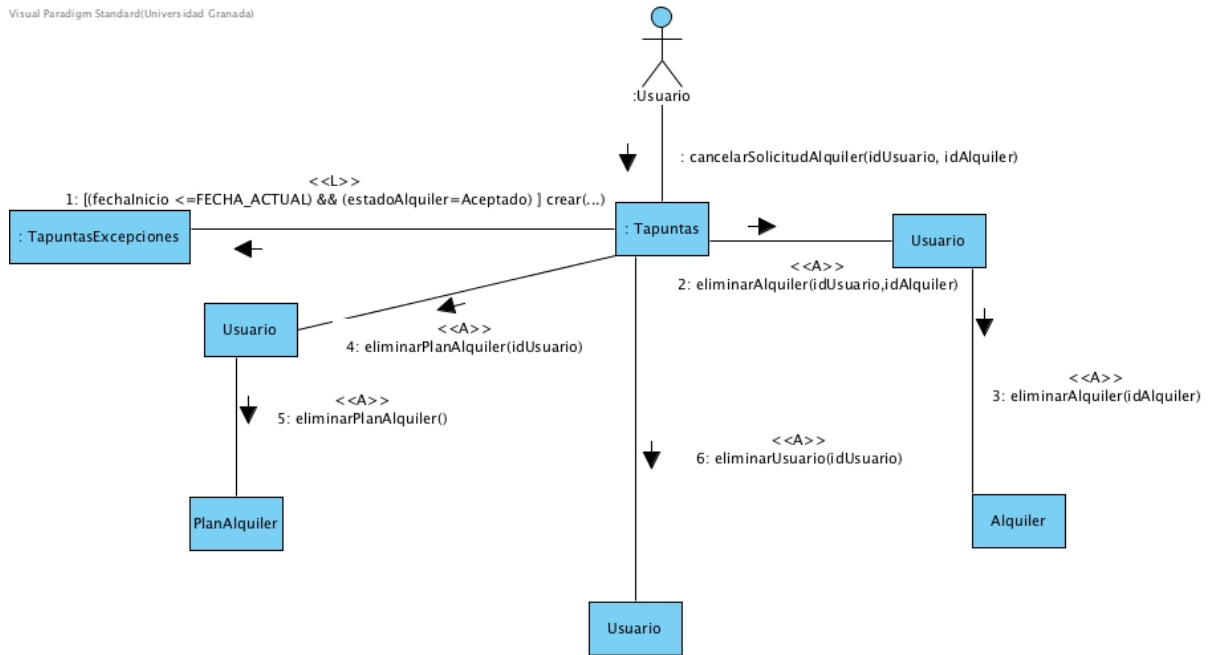 Visual Paradigm Standard(Universidad Granada)
:Usuario
: cancelarSolicitudAlquiler(idUsuario, idAlquiler)
<<L>>
1: [(fechaInicio <=FECHA_ACTUAL) && (estadoAlquiler=Aceptado) ] crear(...)
: TapuntasExcepciones
: Tapuntas
Usuario
<<A>>
2: eliminarAlquiler(idUsuario,idAlquiler)
Usuario
<<A>>
4: eliminarPlanAlquiler(idUsuario)
<<A>>
3: eliminarAlquiler(idAlquiler)
<<A>>
5: eliminarPlanAlquiler()
<<A>>
6: eliminarUsuario(idUsuario)
PlanAlquiler
Alquiler
Usuario